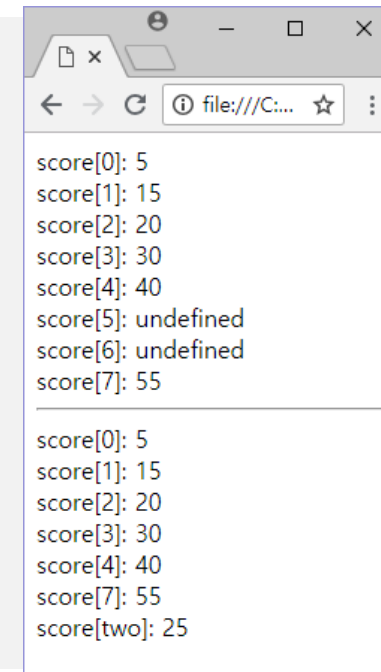 file:///C:...
score[0]: 5
score[1]: 15
score[2]: 20
score[3]: 30
score[4]: 40
score[5]: undefined
score[6]: undefined
score[7]: 55
score[0]: 5
score[1]: 15
score[2]: 20
score[3]: 30
score[4]: 40
score[7]: 55
score[two]: 25